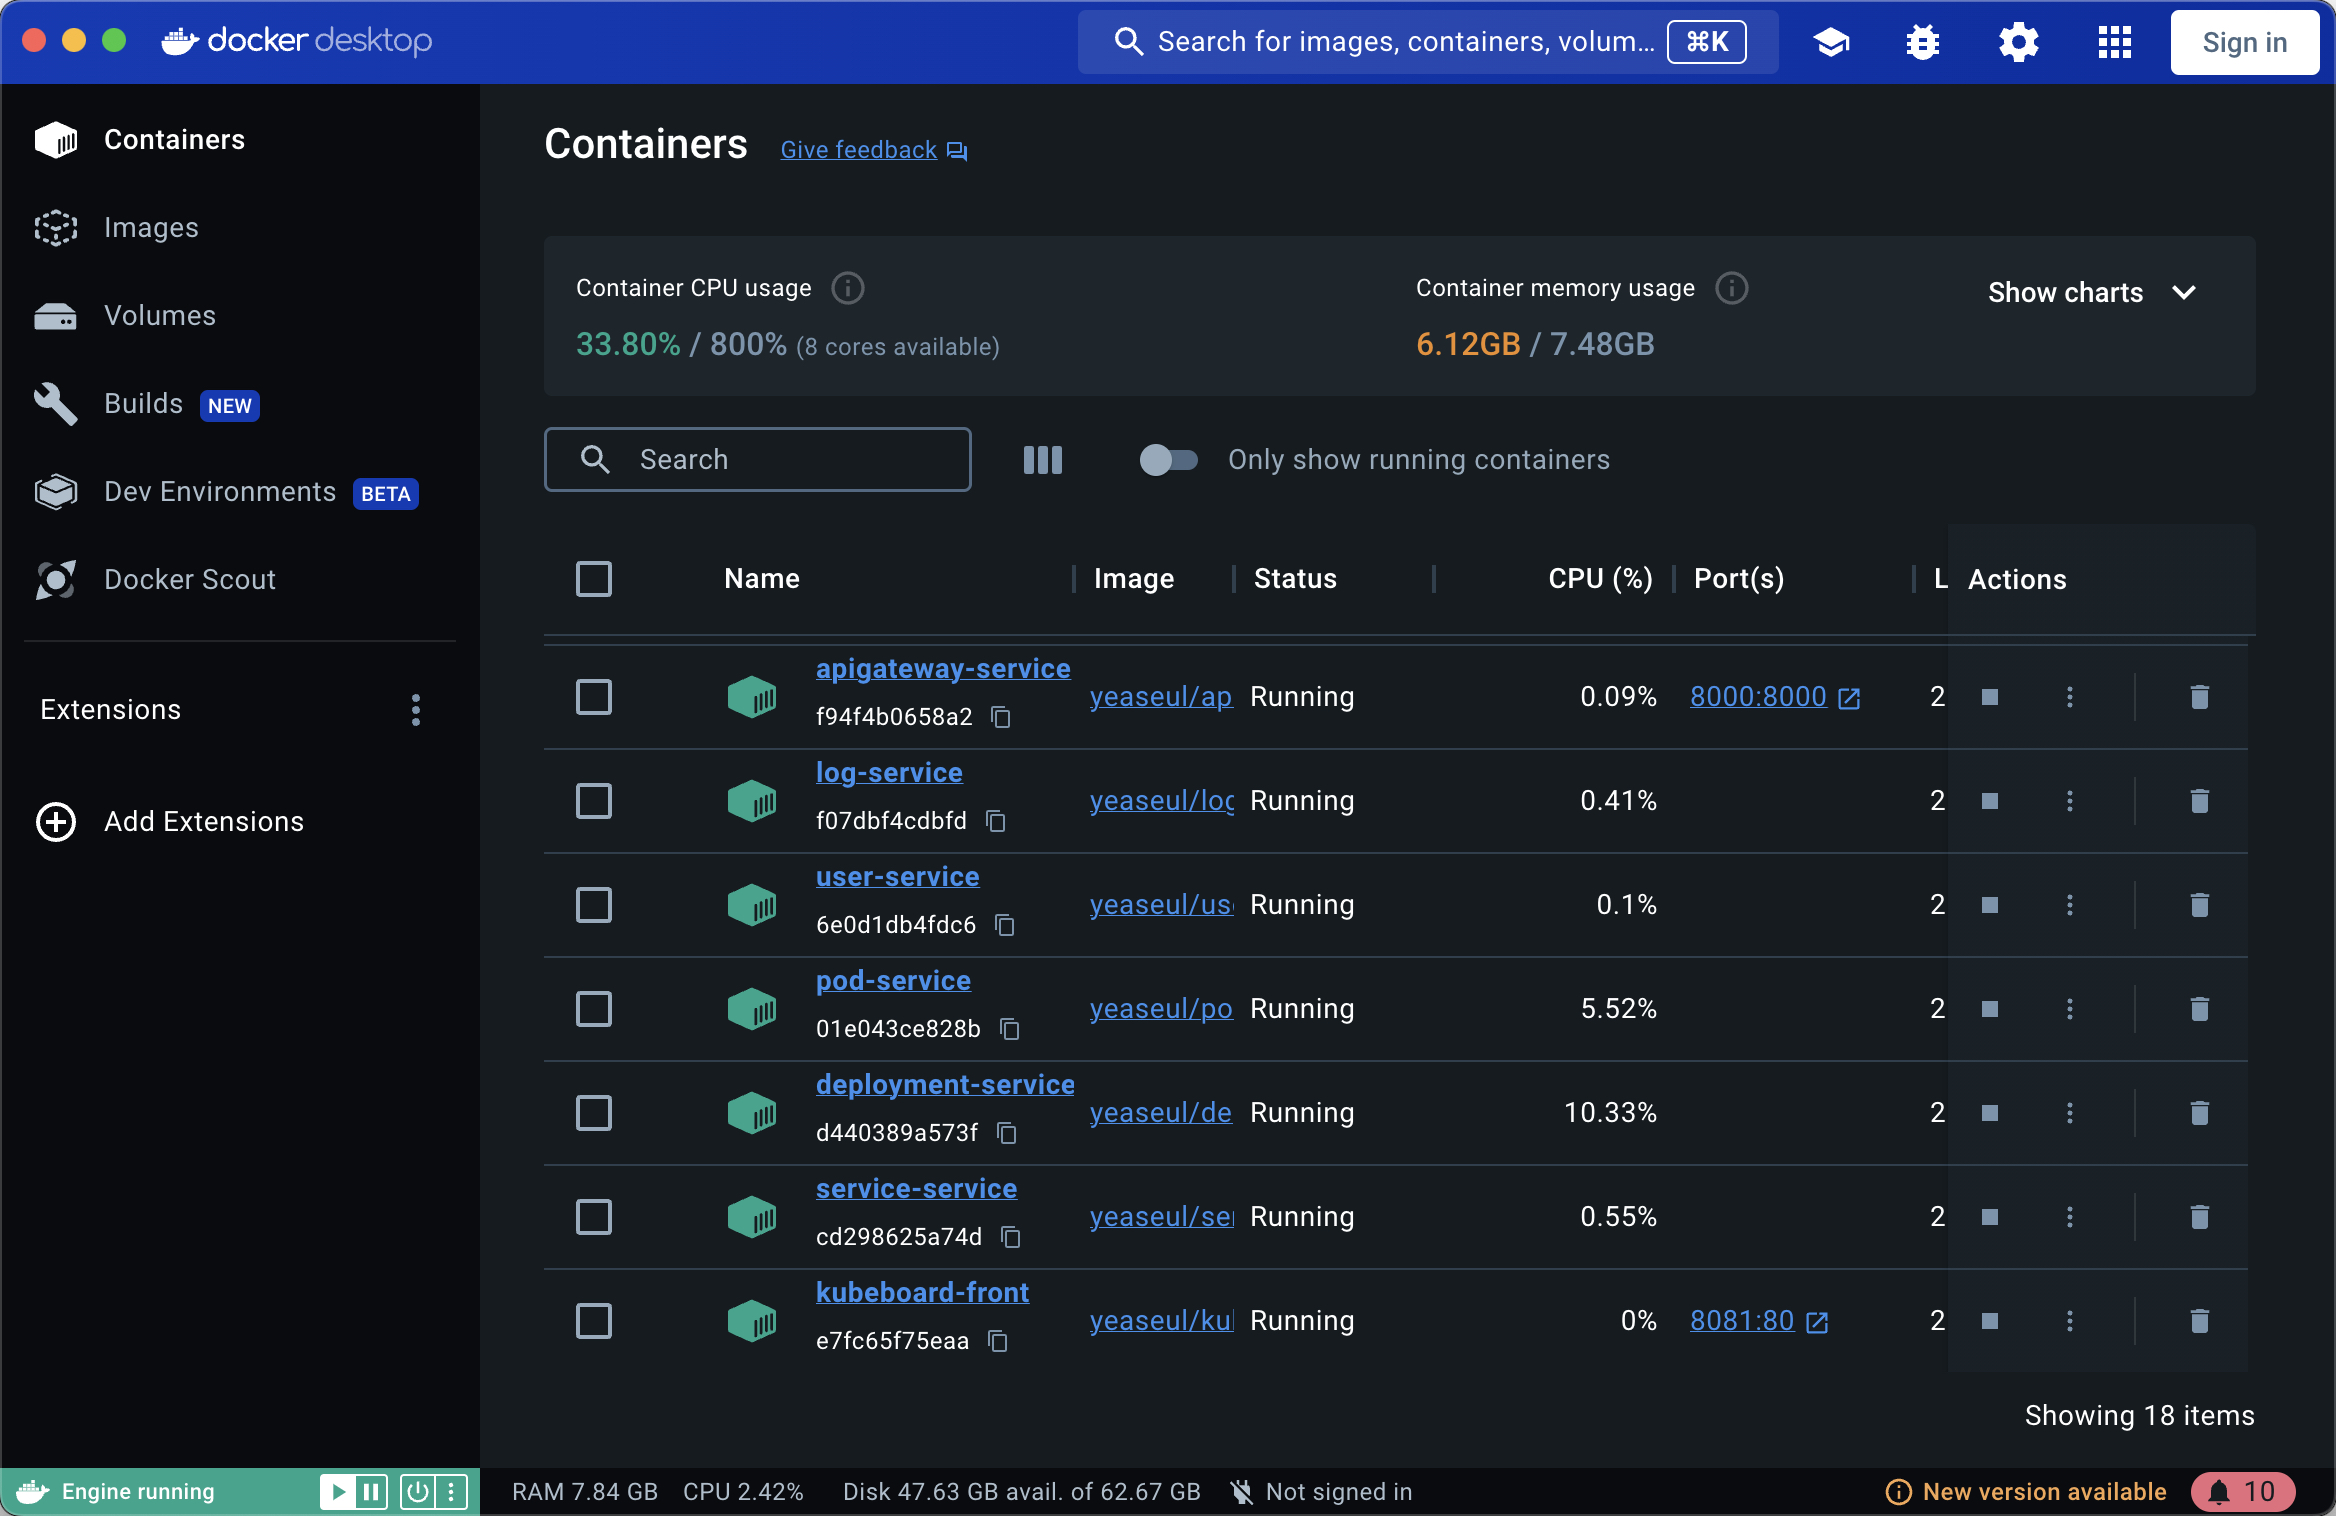 docker desktop
Search for images, containers, volum... ⌘K
Sign in
Containers
Images
Volumes
Builds NEW
Dev Environments BETA
Docker Scout
Extensions
Add Extensions
Containers Give feedback
Container CPU usage
33.80% / 800% (8 cores available)
Container memory usage
6.12GB / 7.48GB
Show charts
Search
Only show running containers
Name Image Status CPU (%) Port(s) L Actions
apigateway-service
f94f4b0658a2
yeaseul/ap Running 0.09% 8000:8000 2
log-service
f07dbf4cdbfd
yeaseul/log Running 0.41% 2
user-service
6e0d1db4fdc6
yeaseul/use Running 0.1% 2
pod-service
01e043ce828b
yeaseul/po Running 5.52% 2
deployment-service
d440389a573f
yeaseul/de Running 10.33% 2
service-service
cd298625a74d
yeaseul/ser Running 0.55% 2
kubeboard-front
e7fc65f75eaa
yeaseul/kul Running 0% 8081:80 2
Showing 18 items
Engine running
RAM 7.84 GB CPU 2.42% Disk 47.63 GB avail. of 62.67 GB Not signed in
New version available 10